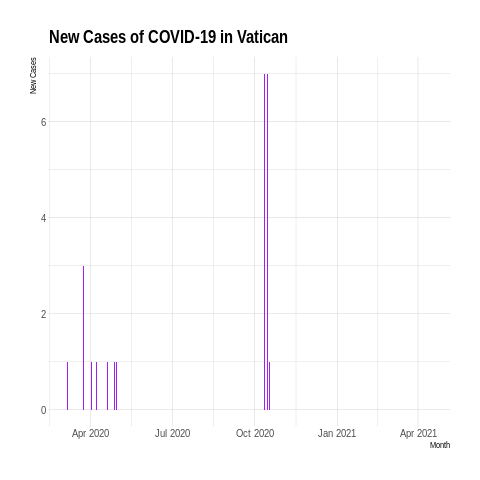 New Cases of COVID-19 in Vatican
New Cases
6
4
2
0
Apr 2020 Jul 2020 Oct 2020 Jan 2021 Apr 2021
Month